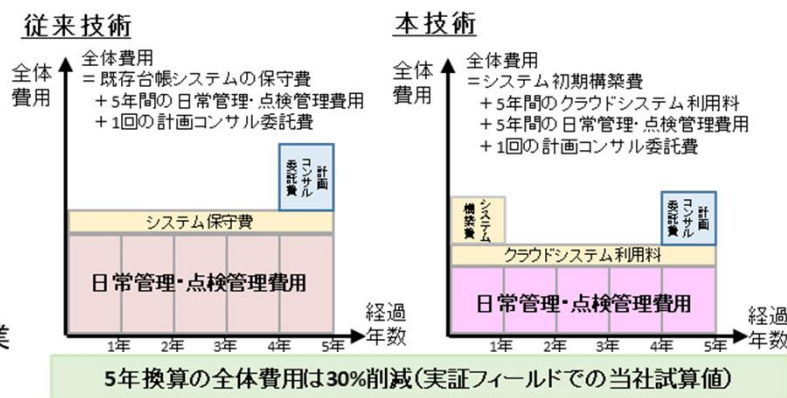 従来技術
全体費用
全体費用
= 既存台帳システムの保守費
+ 5年間の日常管理・点検管理費用
+ 1回の計画コンサル委託費
計画
コンサル
委託費
システム保守費
日常管理・点検管理費用
経過
年数
1年 2年 3年 4年 5年
本技術
全体費用
全体費用
=システム初期構築費
+ 5年間のクラウドシステム利用料
+ 5年間の日常管理・点検管理費用
+ 1回の計画コンサル委託費
システム
構築費
計画
コンサル
委託費
クラウドシステム利用料
日常管理・点検管理費用
経過
年数
1年 2年 3年 4年 5年
業
5年換算の全体費用は30%削減(実証フィールドでの当社試算値)